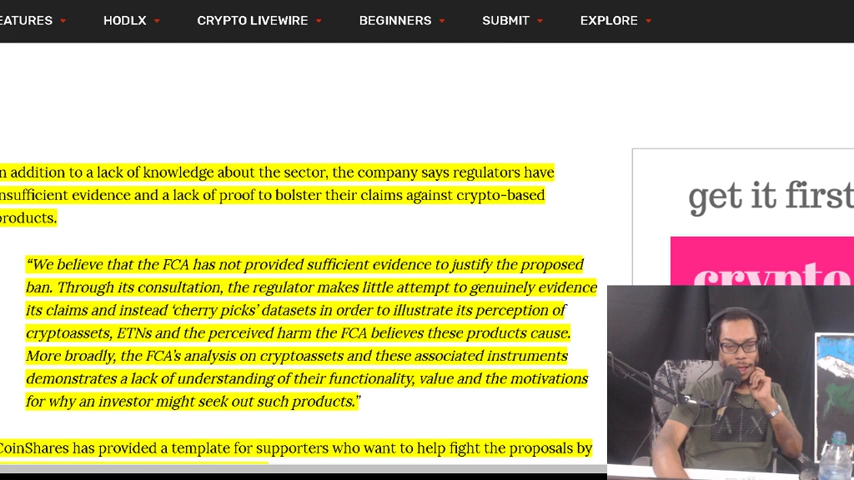 EATURES HODLX CRYPTO LIVEWIRE BEGINNERS SUBMIT EXPLORE
n addition to a lack of knowledge about the sector, the company says regulators have
nsufficient evidence and a lack of proof to bolster their claims against crypto-based
products.
get it first
“We believe that the FCA has not provided sufficient evidence to justify the proposed
ban. Through its consultation, the regulator makes little attempt to genuinely evidence
its claims and instead ‘cherry picks’ datasets in order to illustrate its perception of
cryptoassets, ETNs and the perceived harm the FCA believes these products cause.
More broadly, the FCA’s analysis on cryptoassets and these associated instruments
demonstrates a lack of understanding of their functionality, value and the motivations
for why an investor might seek out such products.”
crypto
CoinShares has provided a template for supporters who want to help fight the proposals by